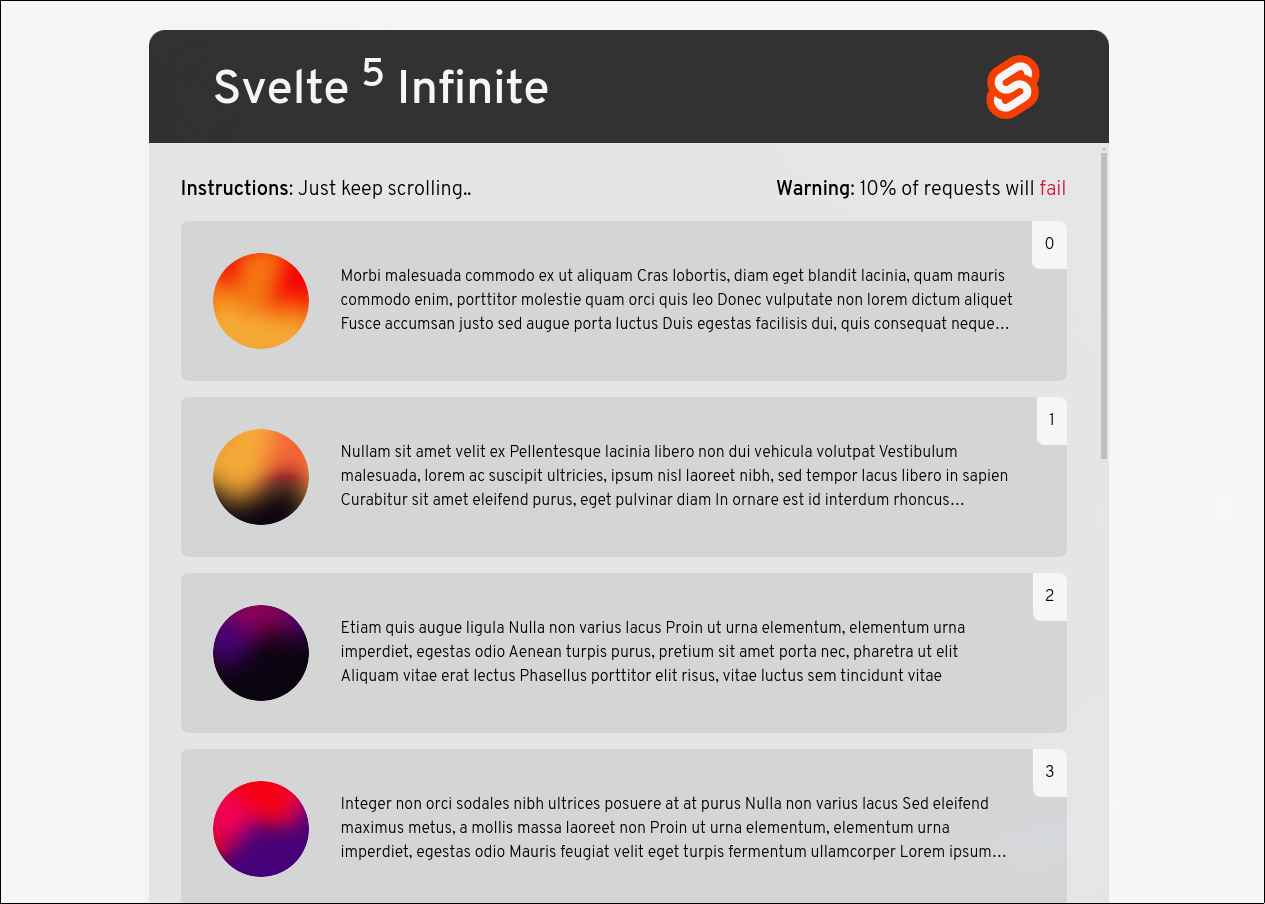 Svelte 5 Infinite
Instructions: Just keep scrolling..
Warning: 10% of requests will fail
0
Morbi malesuada commodo ex ut aliquam Cras lobortis, diam eget blandit lacinia, quam mauris
commodo enim, porttitor molestie quam orci quis leo Donec vulputate non lorem dictum aliquet
Fusce accumsan justo sed augue porta luctus Duis egestas facilisis dui, quis consequat neque…
1
Nullam sit amet velit ex Pellentesque lacinia libero non dui vehicula volutpat Vestibulum
malesuada, lorem ac suscipit ultricies, ipsum nisl laoreet nibh, sed tempor lacus libero in sapien
Curabitur sit amet eleifend purus, eget pulvinar diam In ornare est id interdum rhoncus…
2
Etiam quis augue ligula Nulla non varius lacus Proin ut urna elementum, elementum urna
imperdiet, egestas odio Aenean turpis purus, pretium sit amet porta nec, pharetra ut elit
Aliquam vitae erat lectus Phasellus porttitor elit risus, vitae luctus sem tincidunt vitae
3
Integer non orci sodales nibh ultrices posuere at at purus Nulla non varius lacus Sed eleifend
maximus metus, a mollis massa laoreet non Proin ut urna elementum, elementum urna
imperdiet, egestas odio Mauris feugiat velit eget turpis fermentum ullamcorper Lorem ipsum…